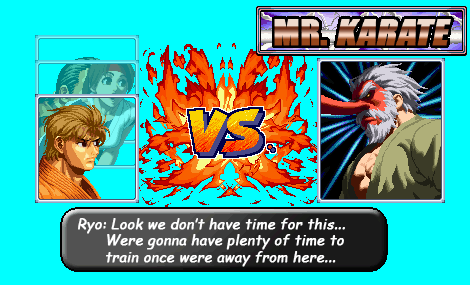 MR. KARATE
VS
Ryo: Look we don't have time for this...
Were gonna have plenty of time to
train once were away from here...